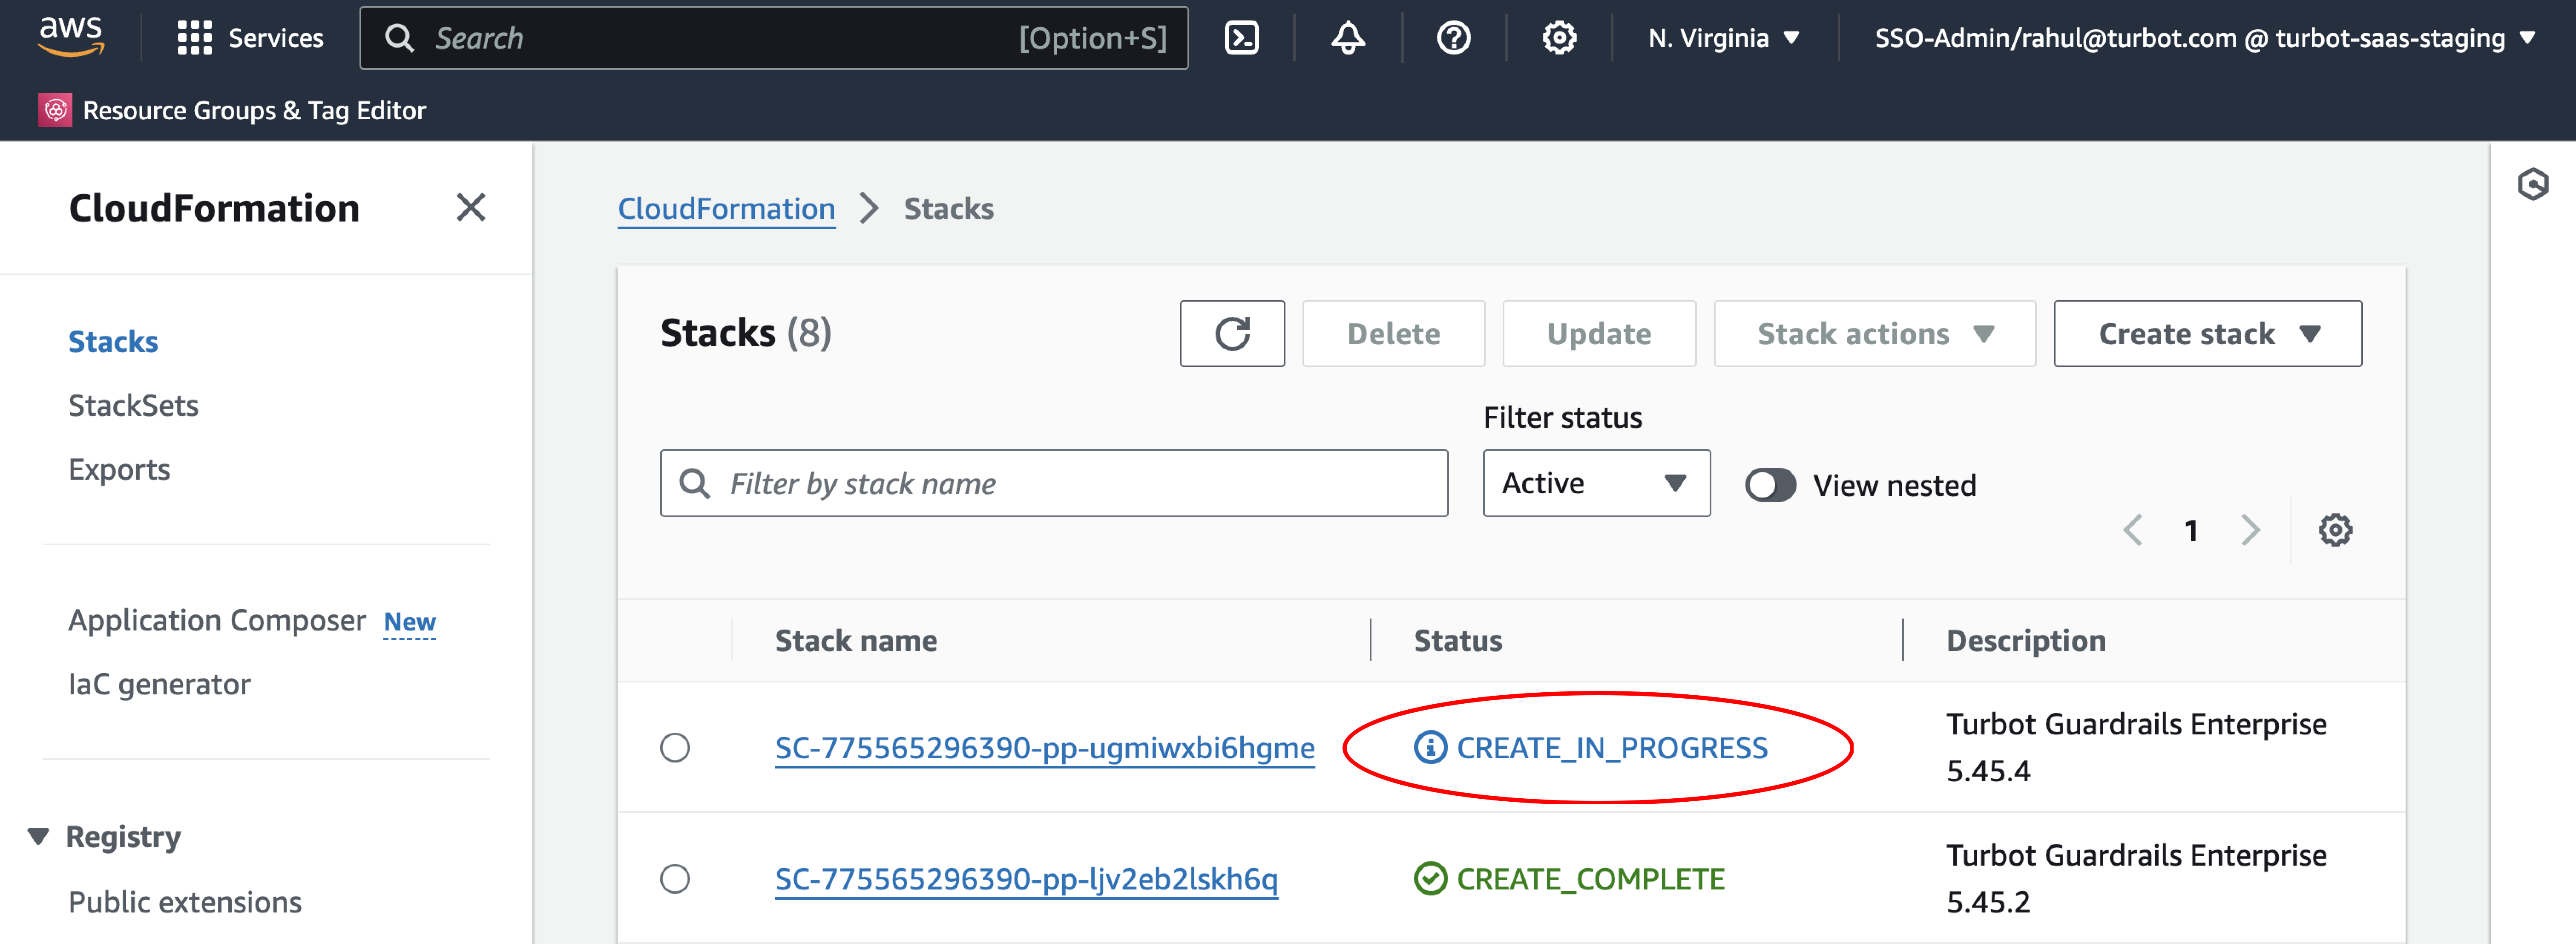 aws
Services
Search
[Option+S]
N. Virginia
SSO-Admin/rahul@turbot.com @ turbot-saas-staging
Resource Groups & Tag Editor
CloudFormation
Stacks
StackSets
Exports
Application Composer New
IaC generator
Registry
Public extensions
CloudFormation
Stacks
Stacks (8)
Delete
Update
Stack actions
Create stack
Filter status
Filter by stack name
Active
View nested
1
Stack name
Status
Description
SC-775565296390-pp-ugmiwxbi6hgme
CREATE_IN_PROGRESS
Turbot Guardrails Enterprise
5.45.4
SC-775565296390-pp-ljv2eb2lskh6q
CREATE_COMPLETE
Turbot Guardrails Enterprise
5.45.2